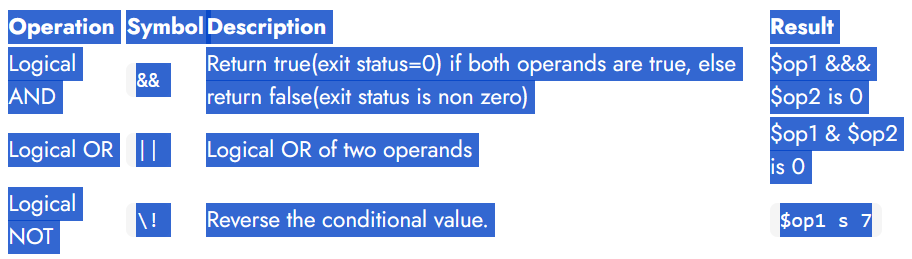 Operation Symbol Description Result
Logical AND && Return true(exit status=0) if both operands are true, else return false(exit status is non zero) $op1 &&& $op2 is 0
Logical OR || Logical OR of two operands $op1 & $op2 is 0
Logical NOT \! Reverse the conditional value. $op1 s 7